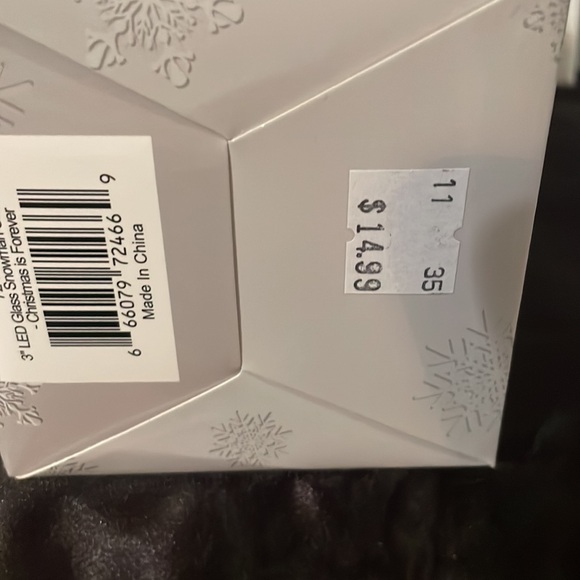 3" LED Glass Snowman
- Christmas is Forever
6 66079 72466 9
Made In China
11 35
$14.99